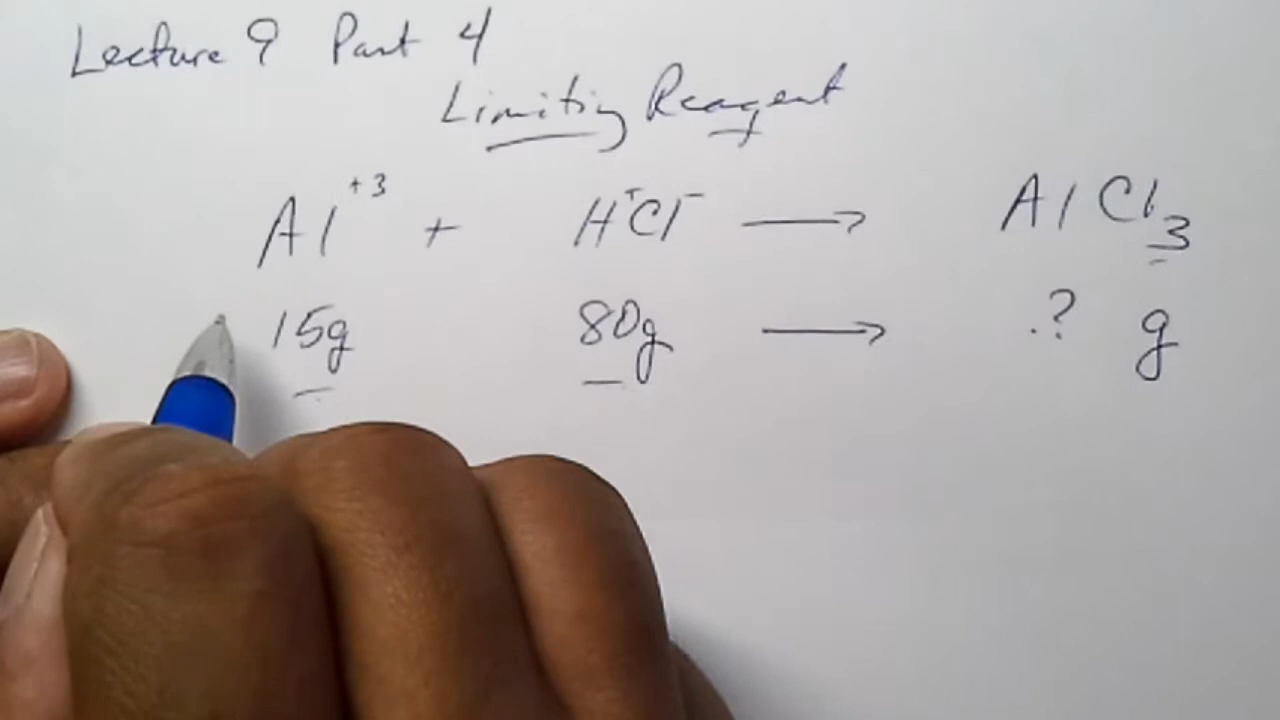 Lecture 9 Part 4
Limiting Reagent
Al⁺³ + H⁺Cl⁻ → AlCl₃
15g 80g → ? g